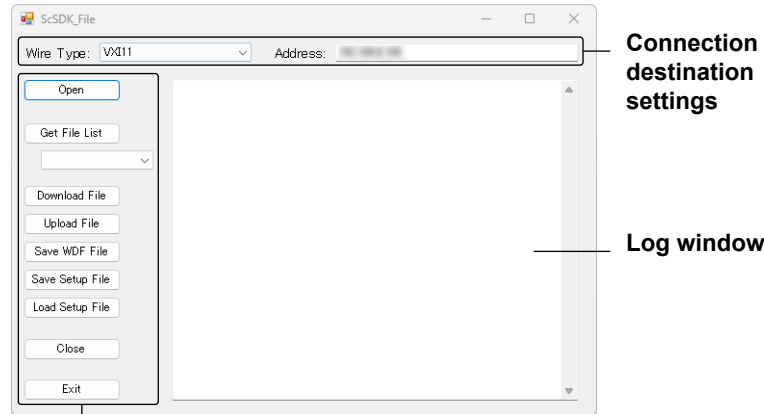 ScSDK_File
Wire Type: VXI11 Address:
Connection
destination
settings
Open
Get File List
Download File
Upload File
Save WDF File
Save Setup File
Load Setup File
Close
Exit
Log window